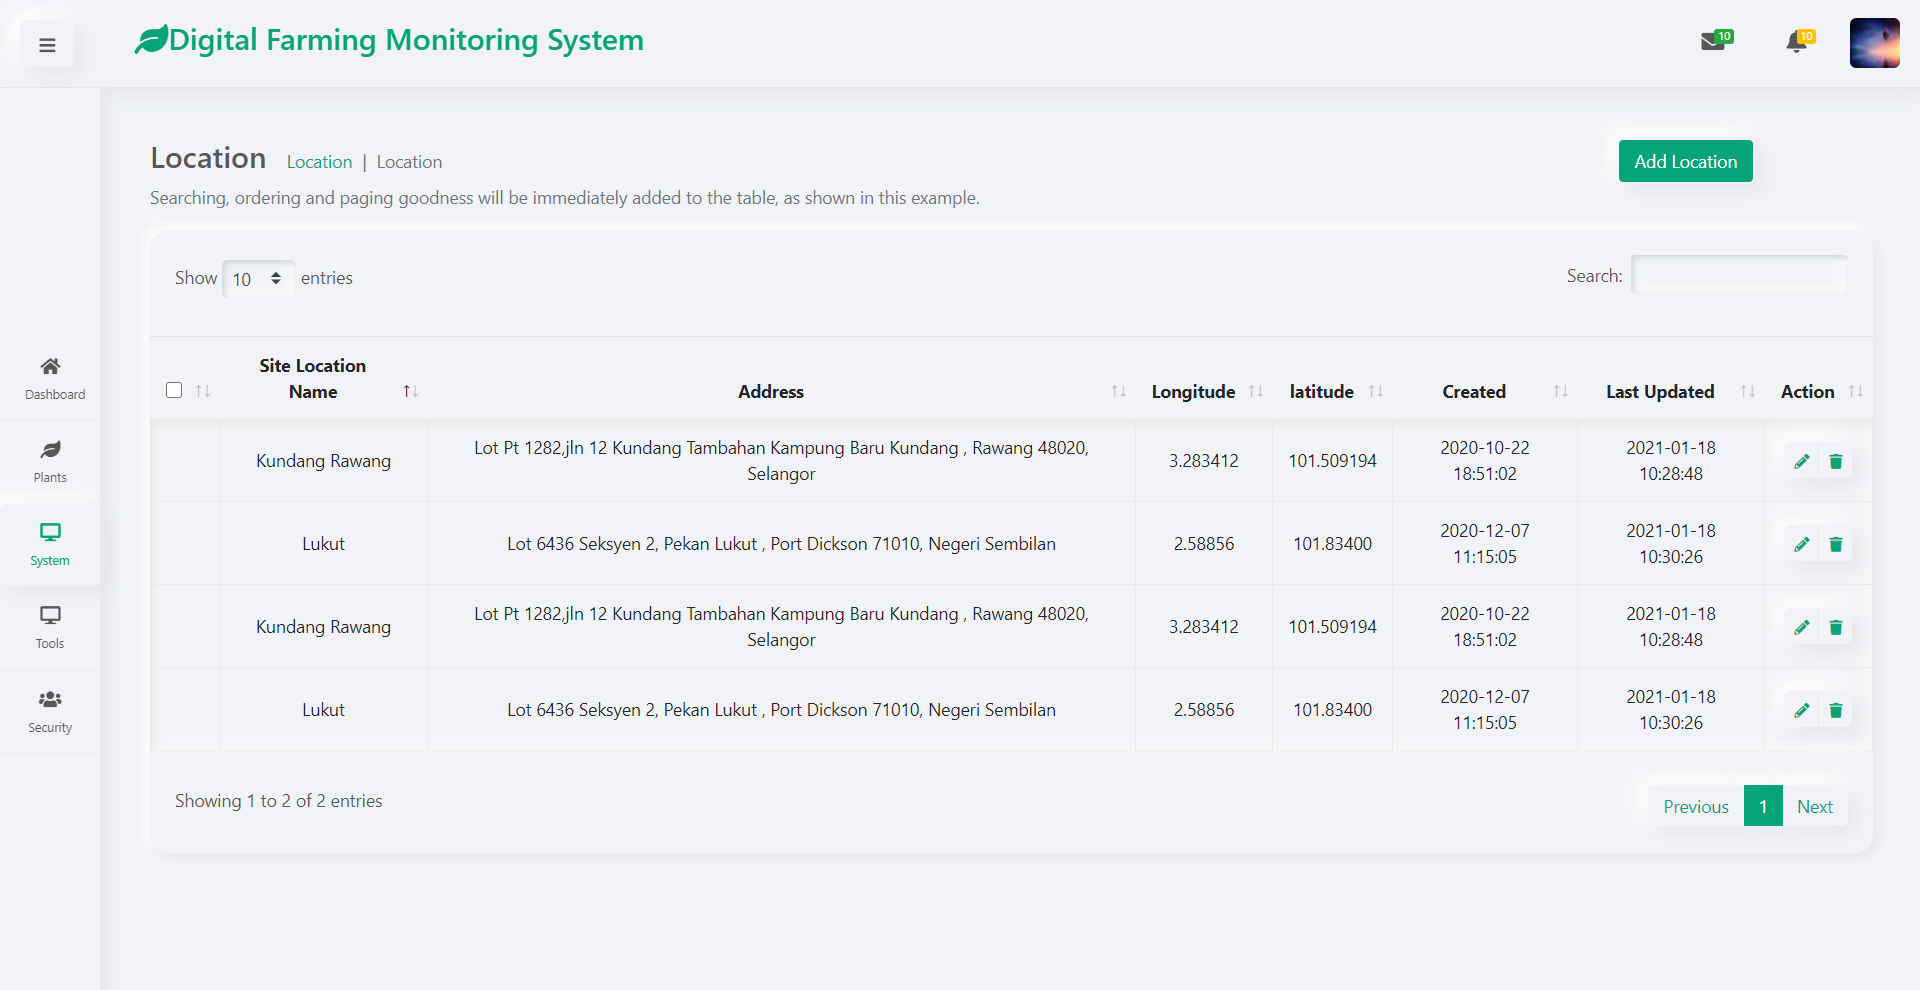 Digital Farming Monitoring System
10
10
Location Location | Location
Add Location
Searching, ordering and paging goodness will be immediately added to the table, as shown in this example.
Show 10 entries
Search:
Dashboard
Plants
System
Tools
Security
Site Location
Name
Address
Longitude
latitude
Created
Last Updated
Action
Kundang Rawang
Lot Pt 1282,jln 12 Kundang Tambahan Kampung Baru Kundang , Rawang 48020,
Selangor
3.283412
101.509194
2020-10-22
18:51:02
2021-01-18
10:28:48
Lukut
Lot 6436 Seksyen 2, Pekan Lukut , Port Dickson 71010, Negeri Sembilan
2.58856
101.83400
2020-12-07
11:15:05
2021-01-18
10:30:26
Kundang Rawang
Lot Pt 1282,jln 12 Kundang Tambahan Kampung Baru Kundang , Rawang 48020,
Selangor
3.283412
101.509194
2020-10-22
18:51:02
2021-01-18
10:28:48
Lukut
Lot 6436 Seksyen 2, Pekan Lukut , Port Dickson 71010, Negeri Sembilan
2.58856
101.83400
2020-12-07
11:15:05
2021-01-18
10:30:26
Showing 1 to 2 of 2 entries
Previous 1 Next